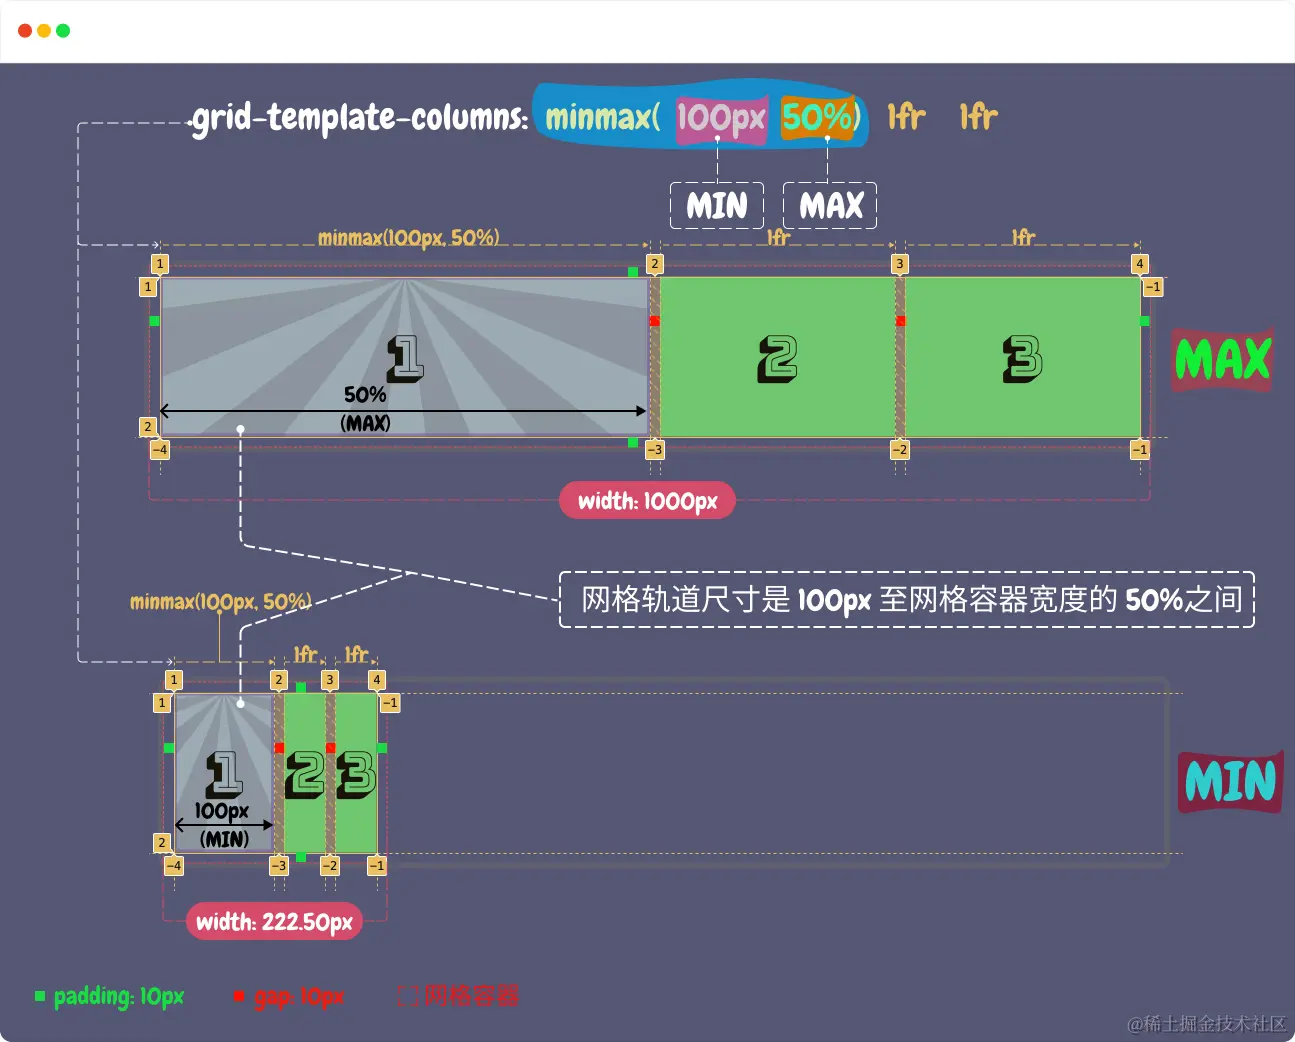 grid-template-columns: minmax( 100px 50%) 1fr 1fr
MIN MAX
minmax(100px, 50%) 1fr 1fr
1 2 3 4
1 -1
1 2 3
MAX
50%
(MAX)
2
-4 -3 -2 -1
width: 1000px
网格轨道尺寸是 100px 至网格容器宽度的 50%之间
minmax(100px, 50%)
1fr 1fr
1 2 3 4
1 -1
1 2 3
MIN
100px
(MIN)
2
-4 -3 -2 -1
width: 222.50px
padding: 10px gap: 10px 网格容器
@稀土掘金技术社区